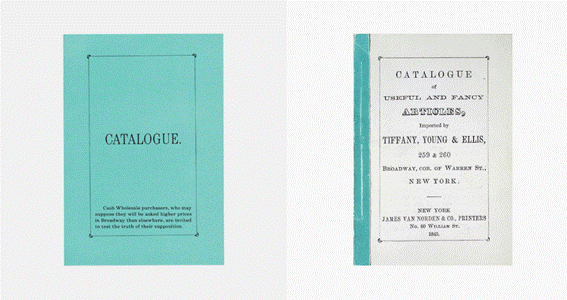 CATALOGUE.
Cash Wholesale purchasers, who may
suppose they will be asked higher prices
in Broadway than elsewhere, are invited
to test the truth of their supposition.
CATALOGUE
of
USEFUL AND FANCY
ARTICLES,
Imported by
TIFFANY, YOUNG & ELLIS,
259 & 260
BROADWAY, COR. OF WARREN ST.,
NEW YORK.
NEW YORK
JAMES VAN NORDEN & CO., PRINTERS
No. 60 WILLIAM ST.
1845.